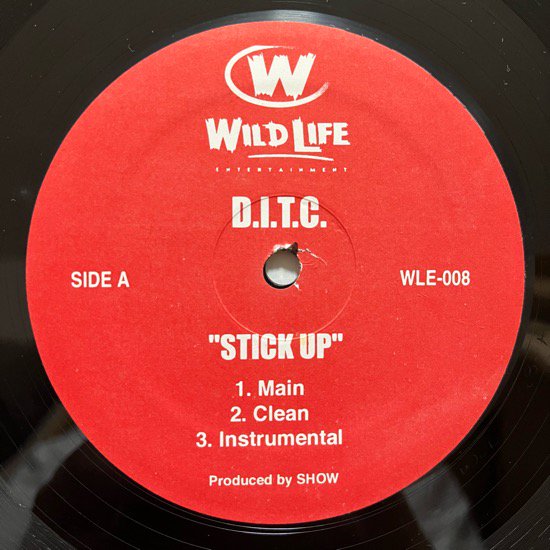 W
WILD LIFE
ENTERTAINMENT
D.I.T.C.
SIDE A
WLE-008
"STICK UP"
1. Main
2. Clean
3. Instrumental
Produced by SHOW